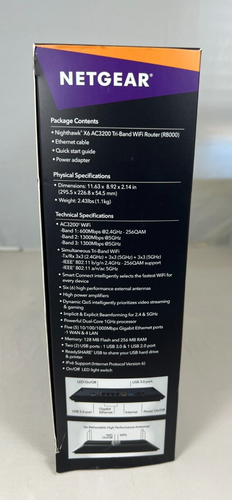 NETGEAR®
Package Contents
• Nighthawk® X6 AC3200 Tri-Band WiFi Router (R8000)
• Ethernet cable
• Quick start guide
• Power adapter
Physical Specifications
• Dimensions: 11.63 x 8.92 x 2.14 in
(295.5 x 226.8 x 54.5 mm)
• Weight: 2.43lbs (1.1kg)
Technical Specifications
• AC3200† WiFi
-Band 1: 600Mbps @2.4GHz - 256QAM
-Band 2: 1300Mbps @5GHz
-Band 3: 1300Mbps @5GHz
• Simultaneous Tri-Band WiFi
-Tx/Rx 3x3 (2.4GHz) + 3x3 (5GHz) + 3x3 (5GHz)
-IEEE® 802.11 b/g/n 2.4GHz - 256QAM support
-IEEE® 802.11 a/n/ac 5GHz
• Smart Connect intelligently selects the fastest WiFi for
every device
• Six (6) high performance external antennas
• High power amplifiers
• Dynamic QoS intelligently prioritizes video streaming
& gaming
• Implicit & Explicit Beamforming for 2.4 & 5GHz
• Powerful Dual-Core 1GHz processor
• Five (5) 10/100/1000Mbps Gigabit Ethernet ports
-1 WAN & 4 LAN
• Memory: 128 MB Flash and 256 MB RAM
• Two (2) USB ports - 1 USB 3.0 & 1 USB 2.0 port
• ReadySHARE® USB to share your USB hard drive
& printer
• IPv6 Support (Internet Protocol Version 6)
• On/Off LED light switch
LED On/Off
USB 3.0 port
USB 2.0 port
Gigabit
Ethernet
Internet
Power On/Off
High Performance Antennas